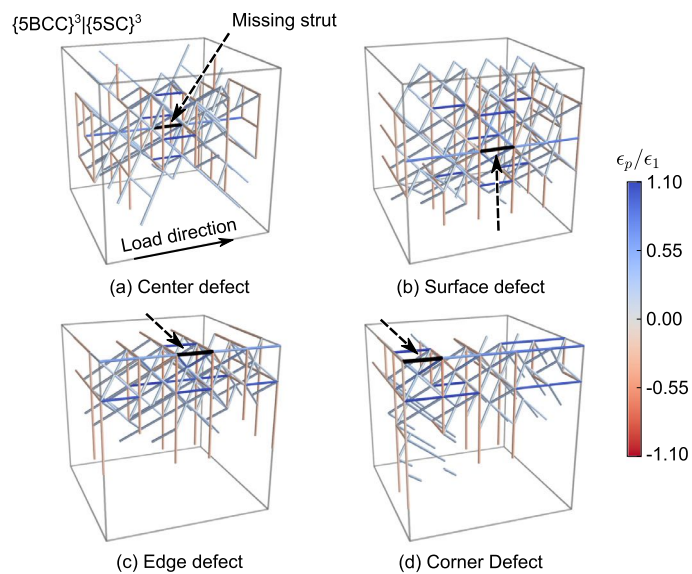 {5BCC}³|{5SC}³
Missing strut
Load direction
(a) Center defect
(b) Surface defect
ϵp/ϵ1
1.10
0.55
0.00
-0.55
-1.10
(c) Edge defect
(d) Corner Defect